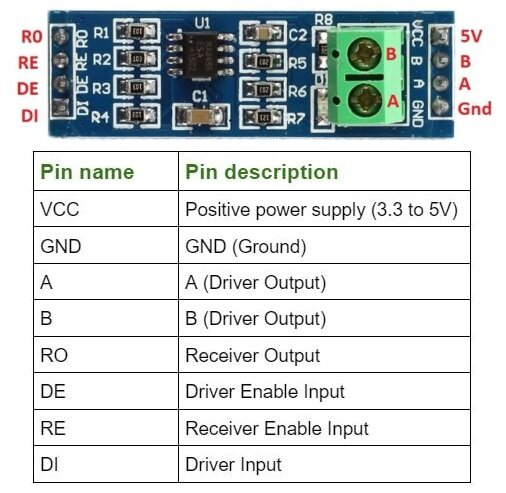 R0 RO R1 U1 C2 R8 VCC 5V
RE RE R2 R5 B B B
DE DE R3 R6 A A A
DI DI R4 C1 R7 GND Gnd
Pin name Pin description
VCC Positive power supply (3.3 to 5V)
GND GND (Ground)
A A (Driver Output)
B B (Driver Output)
RO Receiver Output
DE Driver Enable Input
RE Receiver Enable Input
DI Driver Input